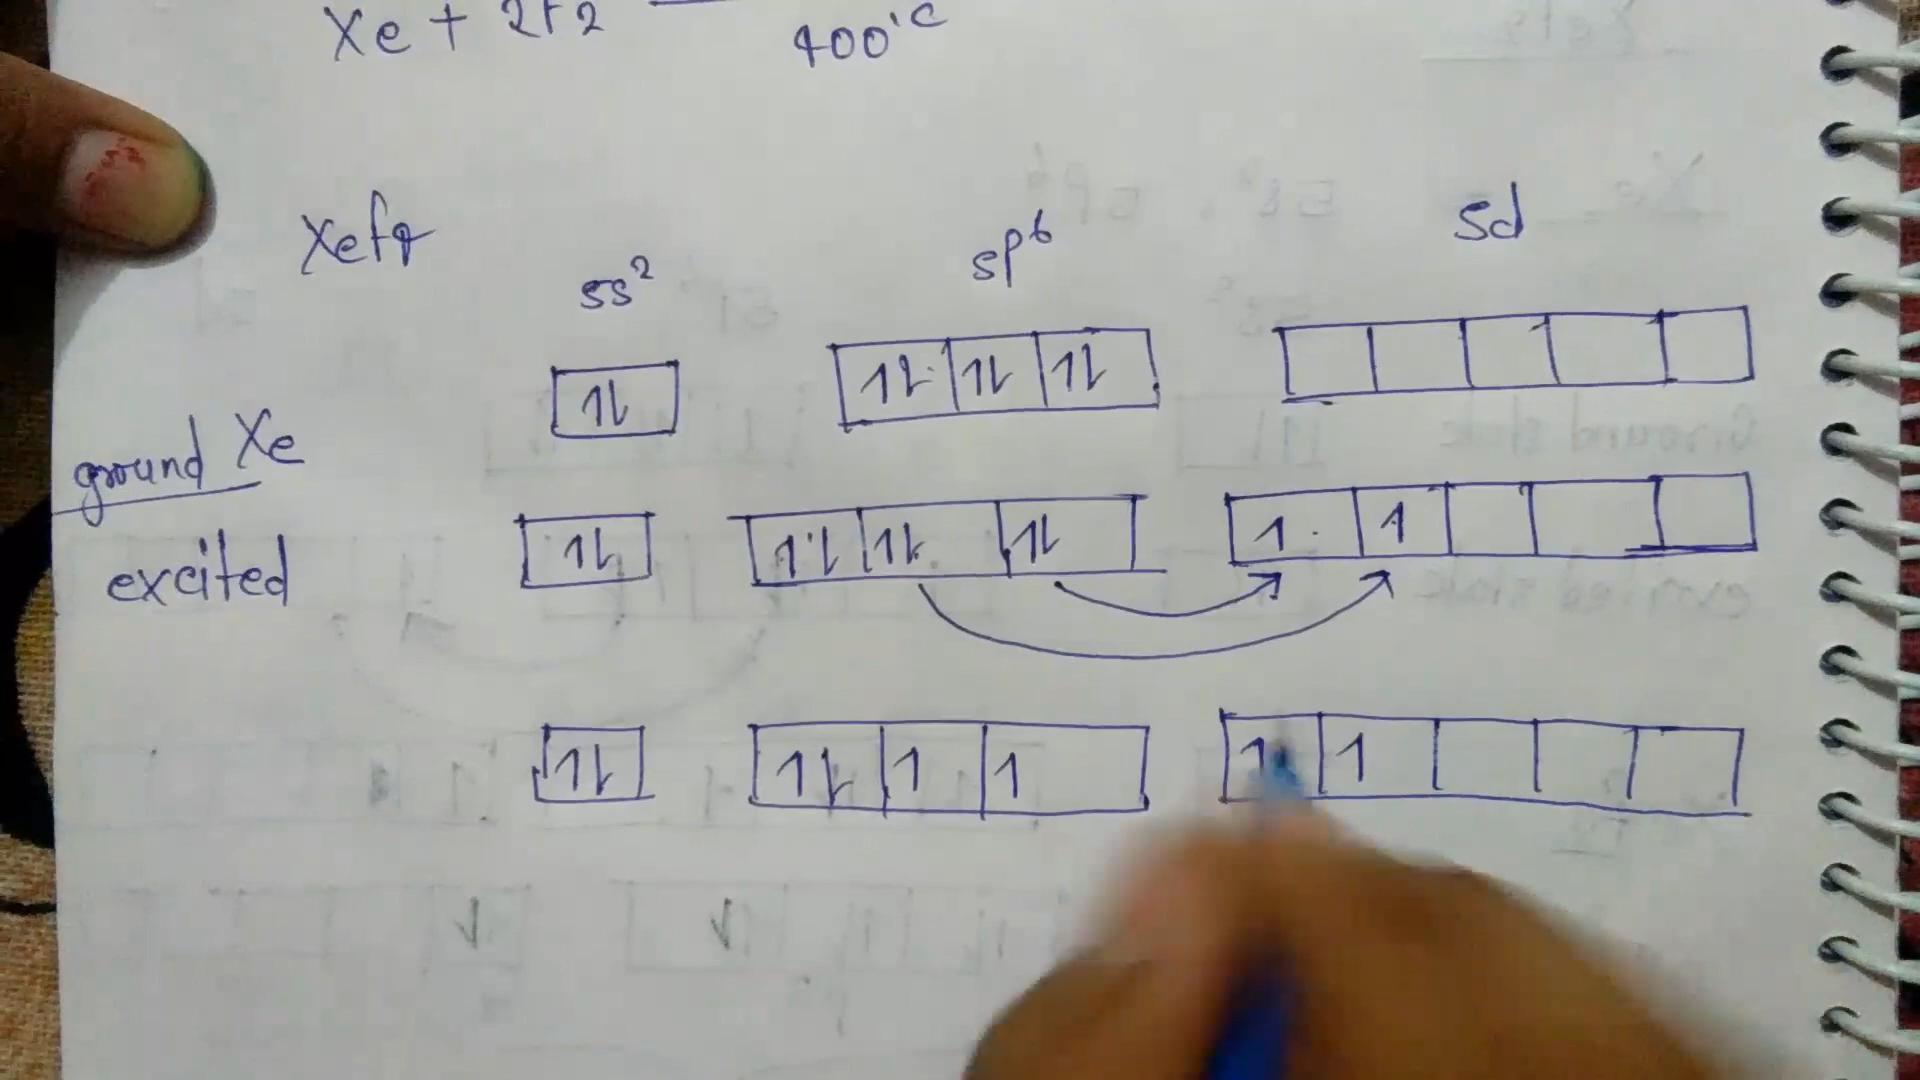 Xe + 2F2
400°C
Xef4
5s² 5p⁶ 5d
1l 1l 1l 1l
ground Xe
excited 1l 1l 1l 1l 1 1
1l 1l 1 1 1 1